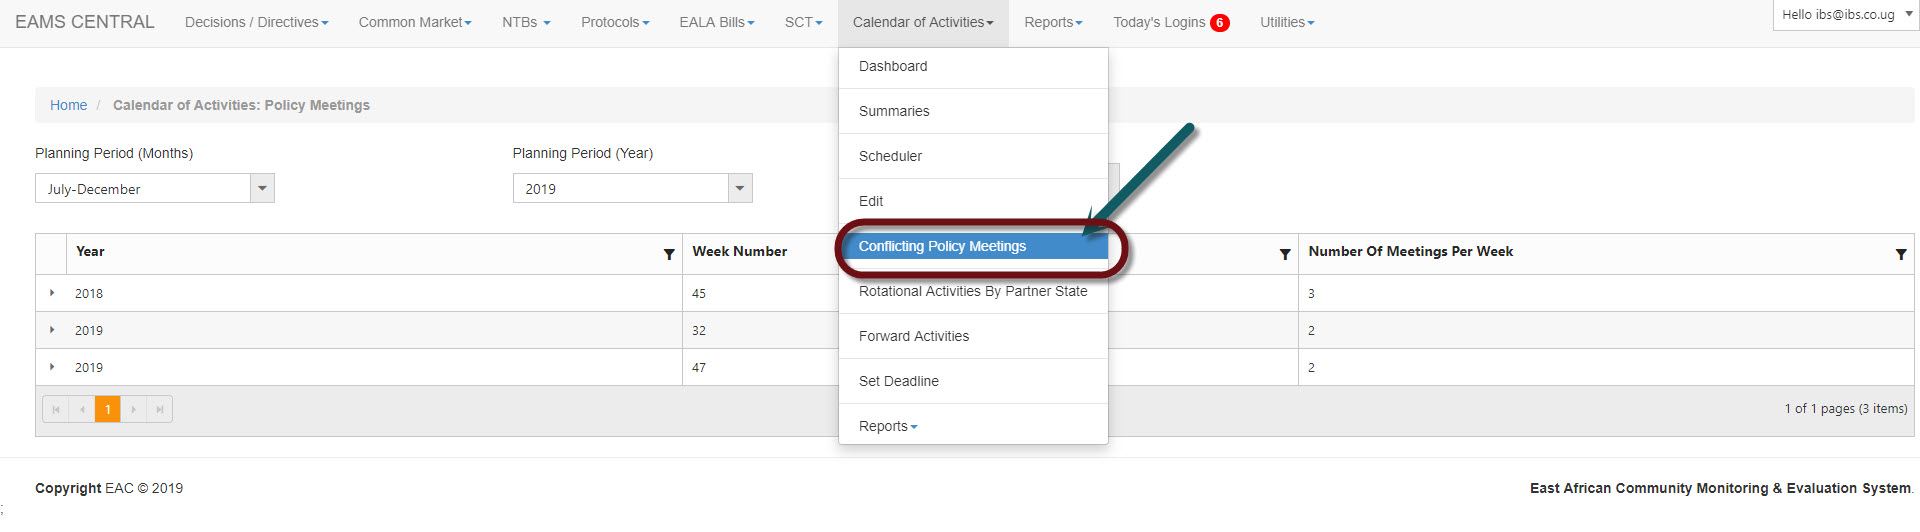 EAMS CENTRAL Decisions / Directives Common Market NTBs Protocols EALA Bills SCT Calendar of Activities Reports Today's Logins 6 Utilities Hello ibs@ibs.co.ug
Dashboard
Summaries
Scheduler
Edit
Conflicting Policy Meetings
Rotational Activities By Partner State
Forward Activities
Set Deadline
Reports
Home / Calendar of Activities: Policy Meetings
Planning Period (Months) Planning Period (Year)
July-December 2019
Year Week Number Number Of Meetings Per Week
2018 45 3
2019 32 2
2019 47 2
1 1 of 1 pages (3 items)
Copyright EAC © 2019 East African Community Monitoring & Evaluation System.
;